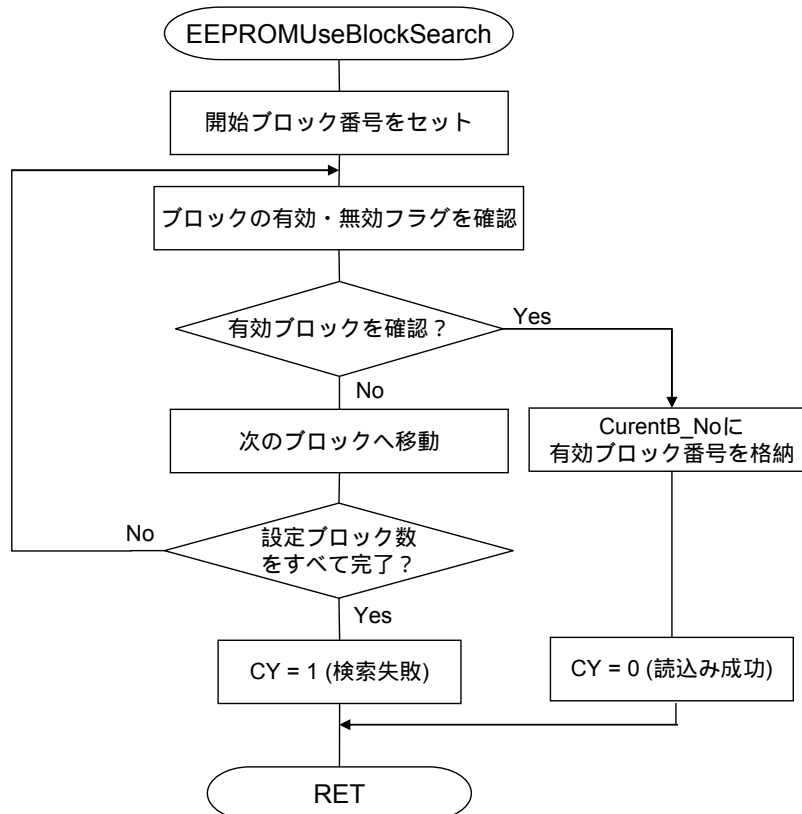 EEPROMUseBlockSearch
開始ブロック番号をセット
ブロックの有効・無効フラグを確認
有効ブロックを確認？
Yes
No
次のブロックへ移動
CurentB_Noに
有効ブロック番号を格納
No
設定ブロック数
をすべて完了？
Yes
CY = 1 (検索失敗)
CY = 0 (読込み成功)
RET